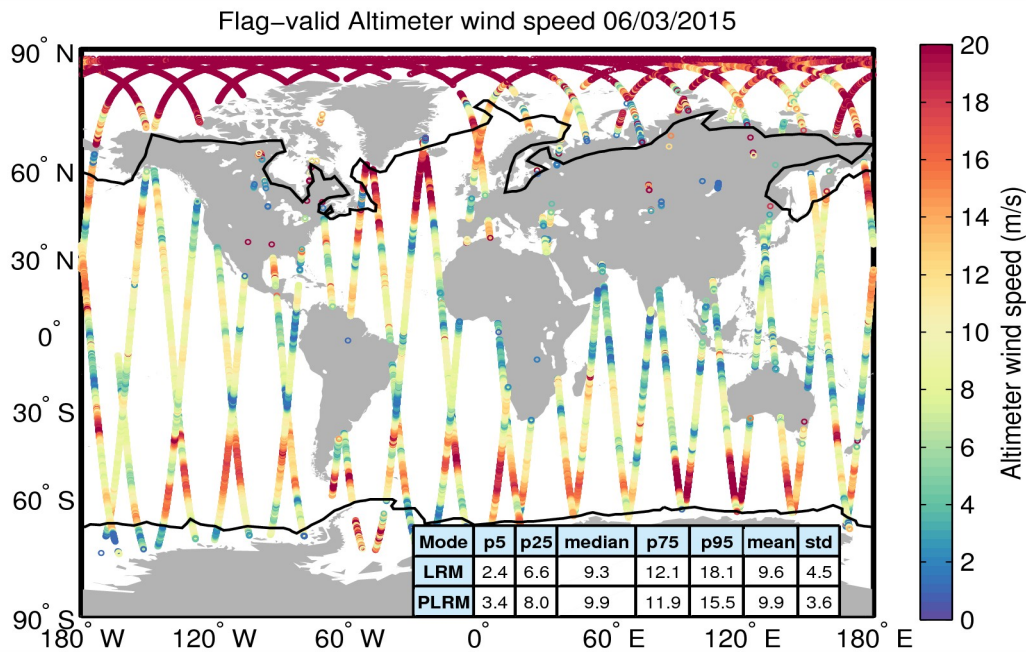 Flag−valid Altimeter wind speed 06/03/2015
90° N
60° N
30° N
0°
30° S
60° S
90° S
180° W
120° W
60° W
0°
60° E
120° E
180° E
Mode p5 p25 median p75 p95 mean std
LRM 2.4 6.6 9.3 12.1 18.1 9.6 4.5
PLRM 3.4 8.0 9.9 11.9 15.5 9.9 3.6
20
18
16
14
12
10
8
6
4
2
0
Altimeter wind speed (m/s)